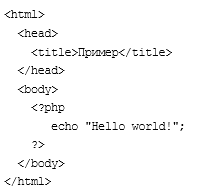 <html>
  <head>
    <title>Пример</title>
  </head>
  <body>
    <?php
       echo "Hello world!";
    ?>
  </body>
</html>